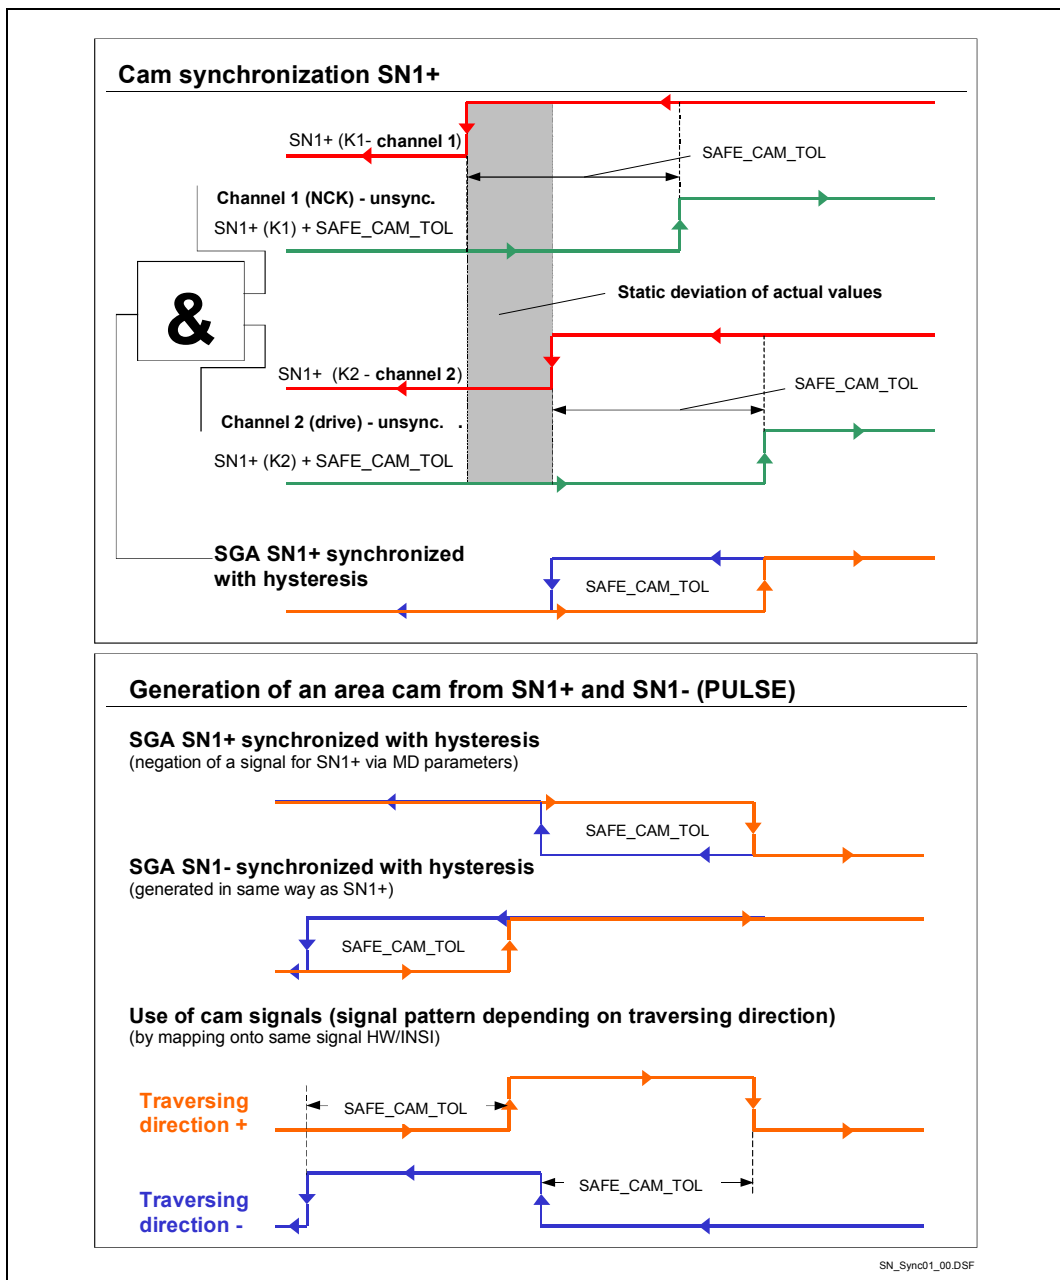 Cam synchronization SN1+
SN1+ (K1- channel 1)
SAFE_CAM_TOL
Channel 1 (NCK) - unsync.
SN1+ (K1) + SAFE_CAM_TOL
&
Static deviation of actual values
SN1+ (K2 - channel 2)
SAFE_CAM_TOL
Channel 2 (drive) - unsync. .
SN1+ (K2) + SAFE_CAM_TOL
SGA SN1+ synchronized
with hysteresis
SAFE_CAM_TOL
Generation of an area cam from SN1+ and SN1- (PULSE)
SGA SN1+ synchronized with hysteresis
(negation of a signal for SN1+ via MD parameters)
SAFE_CAM_TOL
SGA SN1- synchronized with hysteresis
(generated in same way as SN1+)
SAFE_CAM_TOL
Use of cam signals (signal pattern depending on traversing direction)
(by mapping onto same signal HW/INSI)
Traversing
direction +
SAFE_CAM_TOL
SAFE_CAM_TOL
Traversing
direction -
SN_Sync01_00.DSF